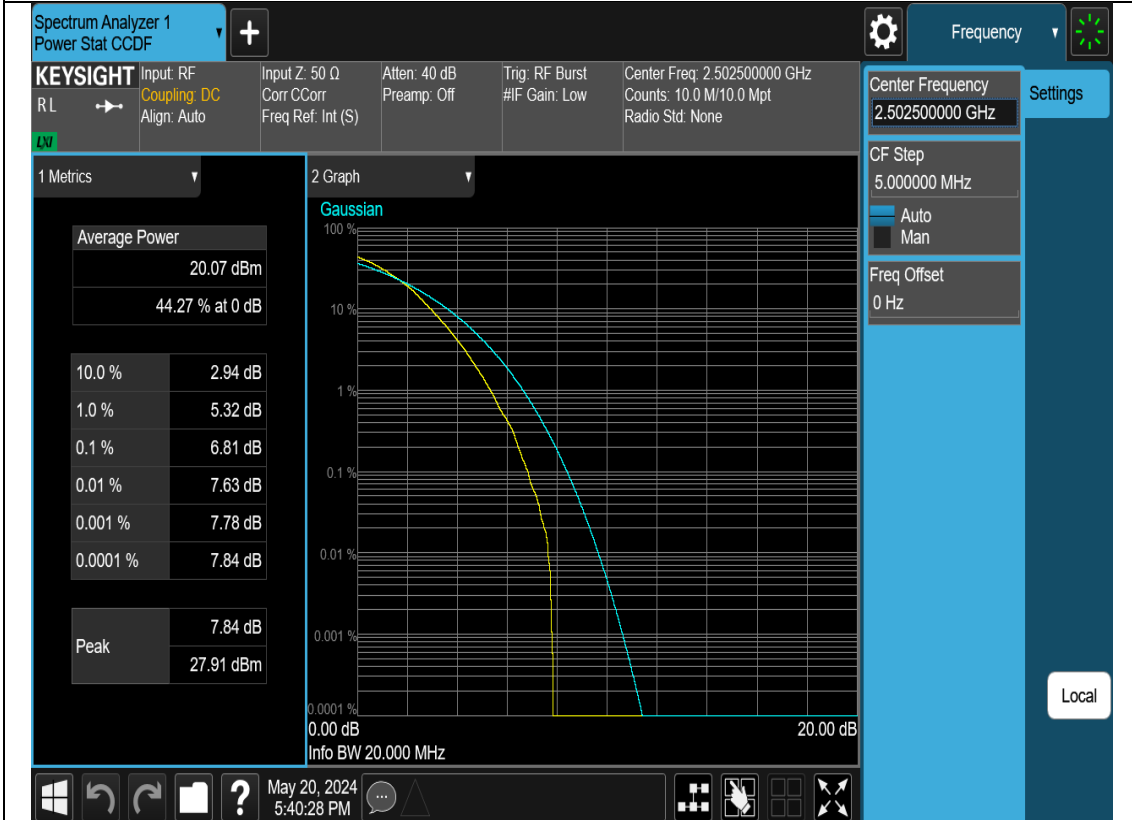 Spectrum Analyzer 1
Power Stat CCDF
+
Frequency
KEYSIGHT
RL
LXI
Input: RF
Coupling: DC
Align: Auto
Input Z: 50 Ω
Corr CCorr
Freq Ref: Int (S)
Atten: 40 dB
Preamp: Off
Trig: RF Burst
#IF Gain: Low
Center Freq: 2.502500000 GHz
Counts: 10.0 M/10.0 Mpt
Radio Std: None
Center Frequency
2.502500000 GHz
Settings
CF Step
5.000000 MHz
Auto
Man
Freq Offset
0 Hz
1 Metrics
Average Power
20.07 dBm
44.27 % at 0 dB
10.0 % 2.94 dB
1.0 % 5.32 dB
0.1 % 6.81 dB
0.01 % 7.63 dB
0.001 % 7.78 dB
0.0001 % 7.84 dB
Peak 7.84 dB
27.91 dBm
2 Graph
Gaussian
100 %
10 %
1 %
0.1 %
0.01 %
0.001 %
0.0001 %
0.00 dB 20.00 dB
Info BW 20.000 MHz
Local
?
May 20, 2024
5:40:28 PM